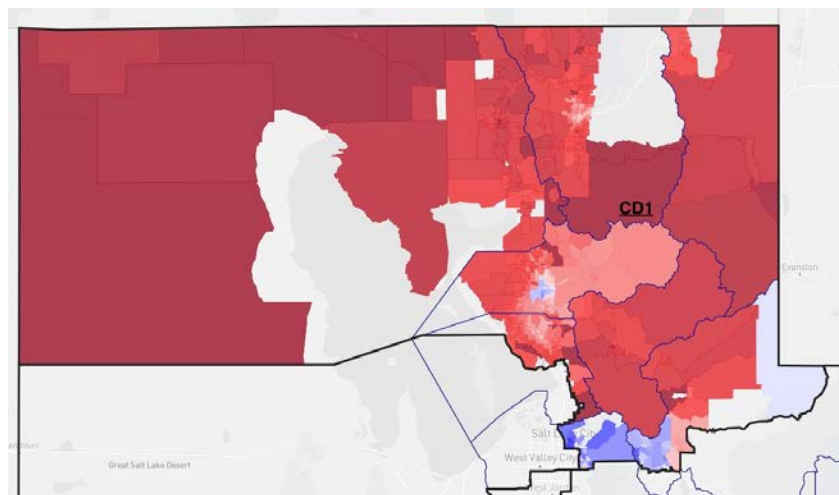 CD1
Evanston
Salt Lake City
West Valley City
West Jordan
Great Salt Lake Desert